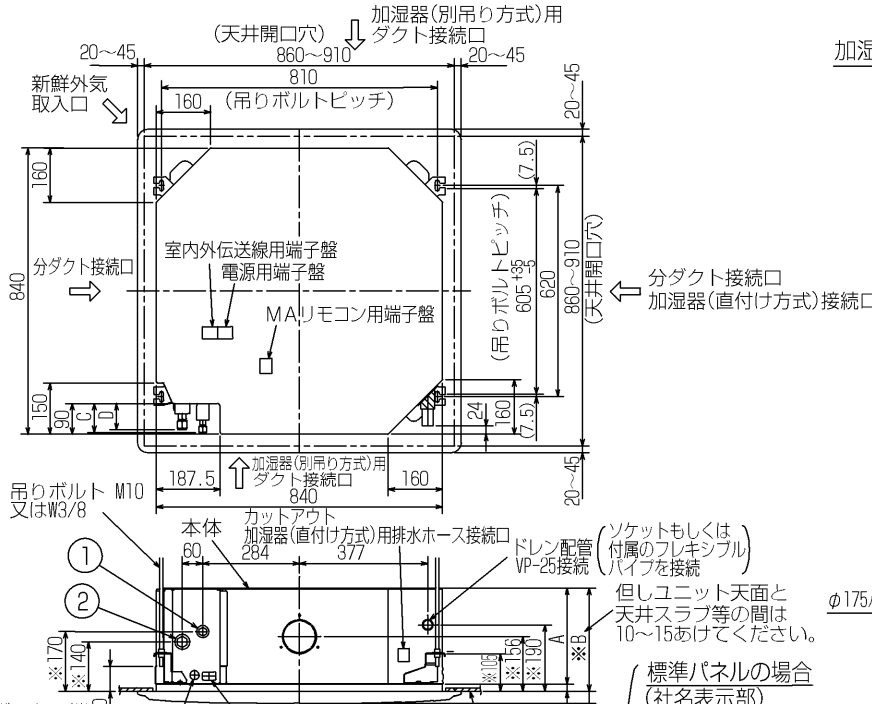 加湿器(別吊り方式)用
ダクト接続口
(天井開口穴)
20～45
860～910
20～45
810
(吊りボルトピッチ)
160
新鮮外気
取入口
20～45
(7.5)
160
840
分ダクト接続口
室内外伝送線用端子盤
電源用端子盤
MAリモコン用端子盤
(吊りボルトピッチ)
605 +35 -5
620
860～910
(天井開口穴)
分ダクト接続口
加湿器(直付け方式)接続口
150
90
C
D
24
160
(7.5)
187.5
加湿器(別吊り方式)用
ダクト接続口
160
840
20～45
吊りボルト M10
又はW3/8
本体
カットアウト
加湿器(直付け方式)用排水ホース接続口
60
284
377
ドレン配管
VP-25接続
(ソケットもしくは
付属のフレキシブル
パイプを接続)
1
2
但しユニット天面と
天井スラブ等の間は
10～15あけてください。
φ175
※170
※140
※105
※156
※190
A
※B
標準パネルの場合
(社名表示部)